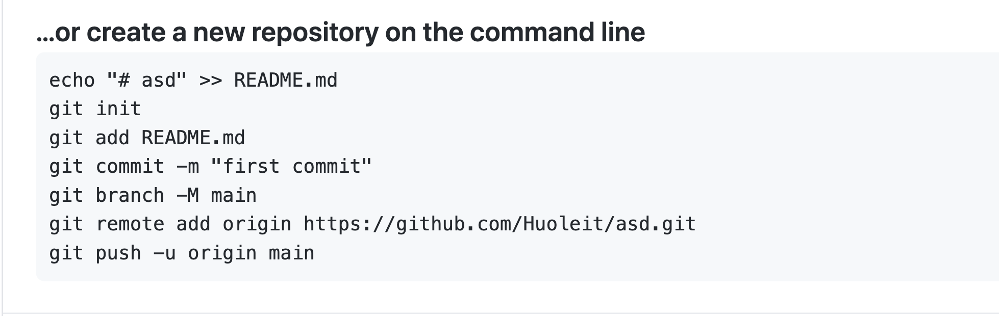 ...or create a new repository on the command line
echo "# asd" >> README.md
git init
git add README.md
git commit -m "first commit"
git branch -M main
git remote add origin https://github.com/Huoleit/asd.git
git push -u origin main